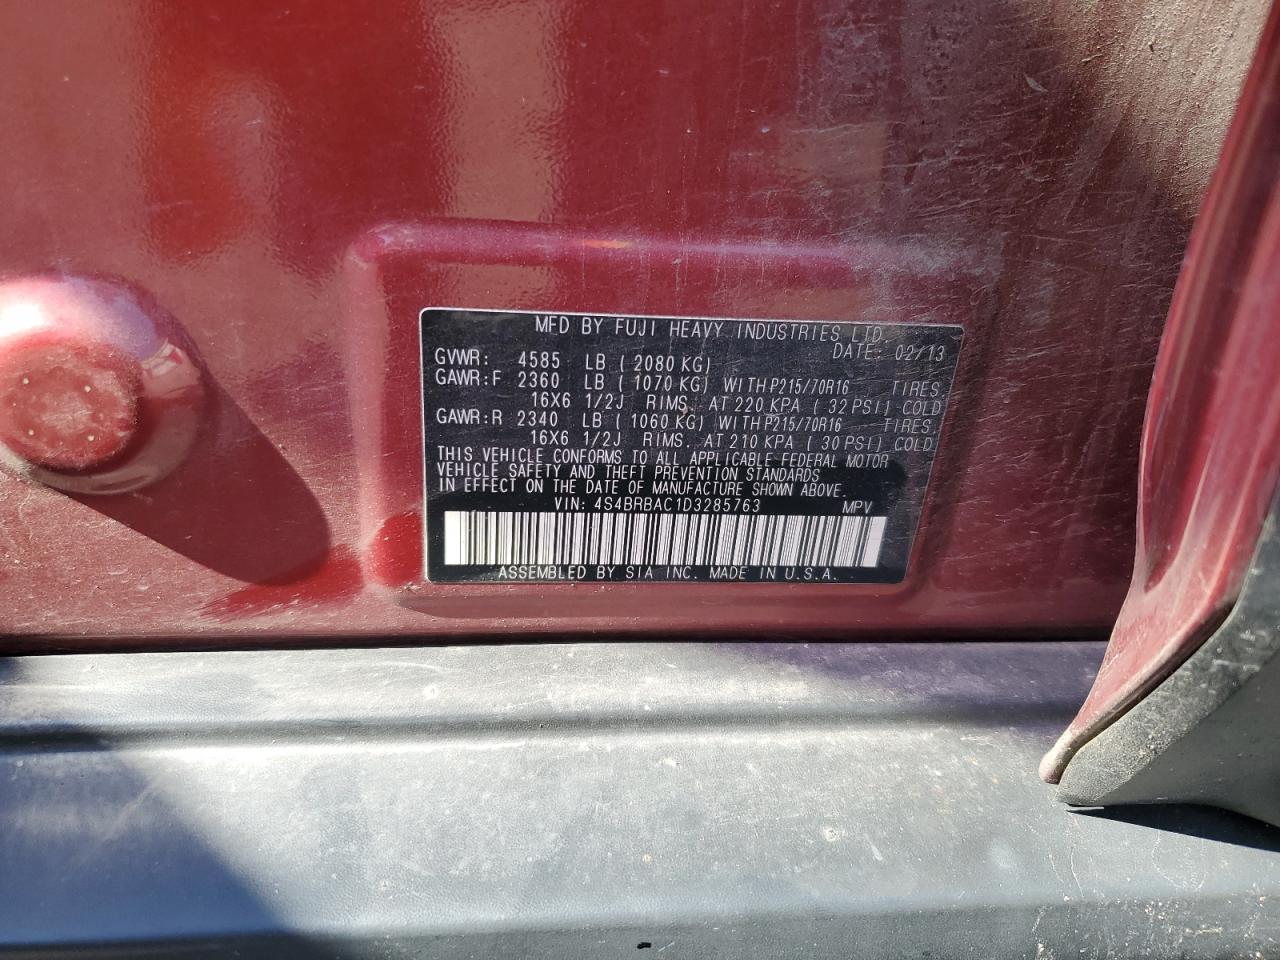 MFD BY FUJI HEAVY INDUSTRIES LTD.
DATE: 02/13
GVWR: 4585 LB ( 2080 KG)
GAWR:F 2360 LB ( 1070 KG) WITH P215/70R16 TIRES.
16X6 1/2J RIMS. AT 220 KPA ( 32 PSI) COLD
GAWR:R 2340 LB ( 1060 KG) WITH P215/70R16 TIRES.
16X6 1/2J RIMS. AT 210 KPA ( 30 PSI) COLD
THIS VEHICLE CONFORMS TO ALL APPLICABLE FEDERAL MOTOR
VEHICLE SAFETY AND THEFT PREVENTION STANDARDS
IN EFFECT ON THE DATE OF MANUFACTURE SHOWN ABOVE.
VIN: 4S4BRBAC1D3285763 MPV
ASSEMBLED BY SIA INC. MADE IN U.S.A.